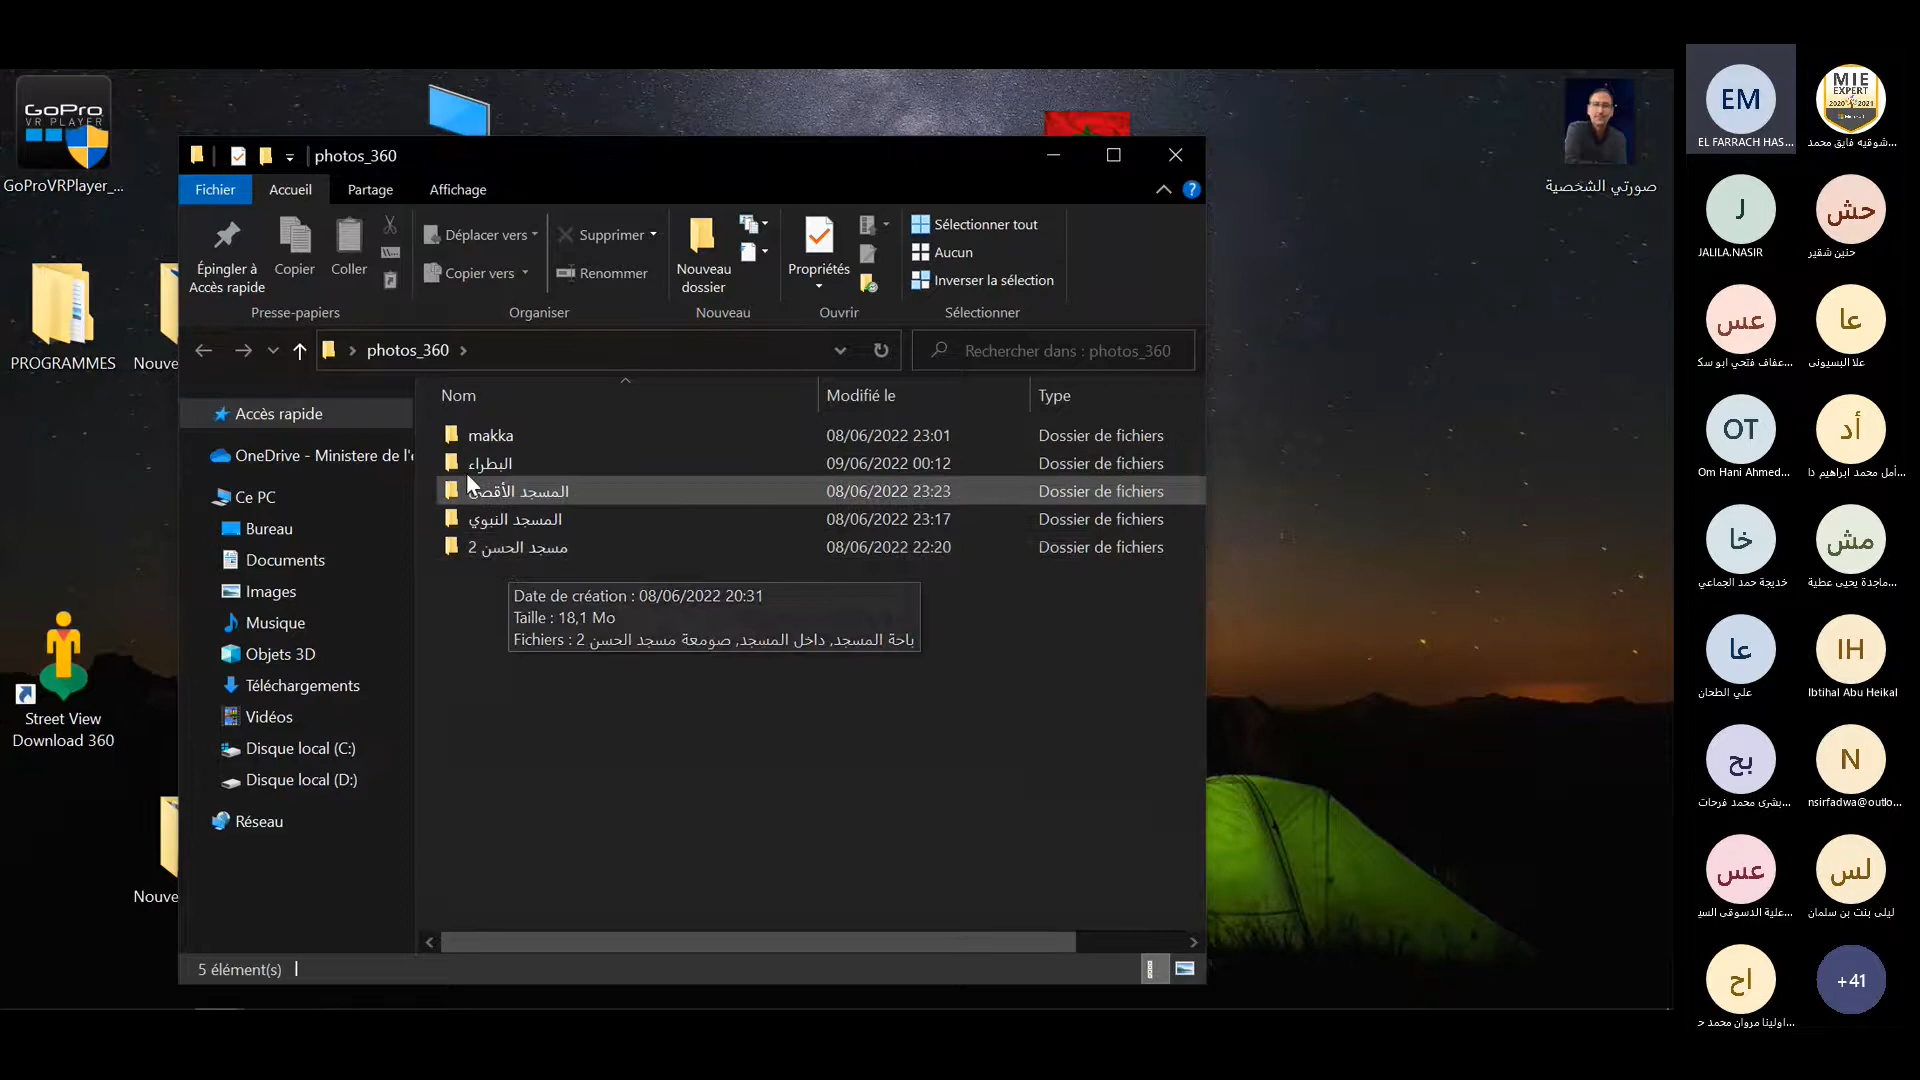 GoPro
VR PLAYER
GoProVRPlayer_...
PROGRAMMES
Nouve
Street View
Download 360
Nouve
صورتي الشخصية
photos_360
Fichier
Accueil
Partage
Affichage
Épingler à
Accès rapide
Copier
Coller
Presse-papiers
Déplacer vers
Copier vers
Supprimer
Renommer
Organiser
Nouveau
dossier
Nouveau
Propriétés
Ouvrir
Sélectionner tout
Aucun
Inverser la sélection
Sélectionner
photos_360
Rechercher dans : photos_360
Accès rapide
OneDrive - Ministere de l'
Ce PC
Bureau
Documents
Images
Musique
Objets 3D
Téléchargements
Vidéos
Disque local (C:)
Disque local (D:)
Réseau
Nom Modifié le Type
makka 08/06/2022 23:01 Dossier de fichiers
البطراء 09/06/2022 00:12 Dossier de fichiers
المسجد الأقصى 08/06/2022 23:23 Dossier de fichiers
المسجد النبوي 08/06/2022 23:17 Dossier de fichiers
مسجد الحسن 2 08/06/2022 22:20 Dossier de fichiers
Date de création : 08/06/2022 20:31
Taille : 18,1 Mo
Fichiers : باحة المسجد, داخل المسجد, صومعة مسجد الحسن 2
5 élément(s)
EM
EL FARRACH HAS...
MIE
EXPERT
2020 2021
Microsoft
شوقيه فايق محمد...
J
JALILA.NASIR
حش
حنين شقير
عس
عفاف فتحي ابو سك...
عا
علا البسيونى
OT
Om Hani Ahmed...
أد
أمل محمد ابراهيم دا...
خا
خديجة حمد الجماعي
مش
ماجدة يحيى عطية...
عا
علي الطحان
IH
Ibtihal Abu Heikal
بح
بشرى محمد فرحات...
N
nsirfadwa@outlo...
عس
علية الدسوقى السي...
لس
ليلى بنت بن سلمان
اح
اولينا مروان محمد ح...
+41